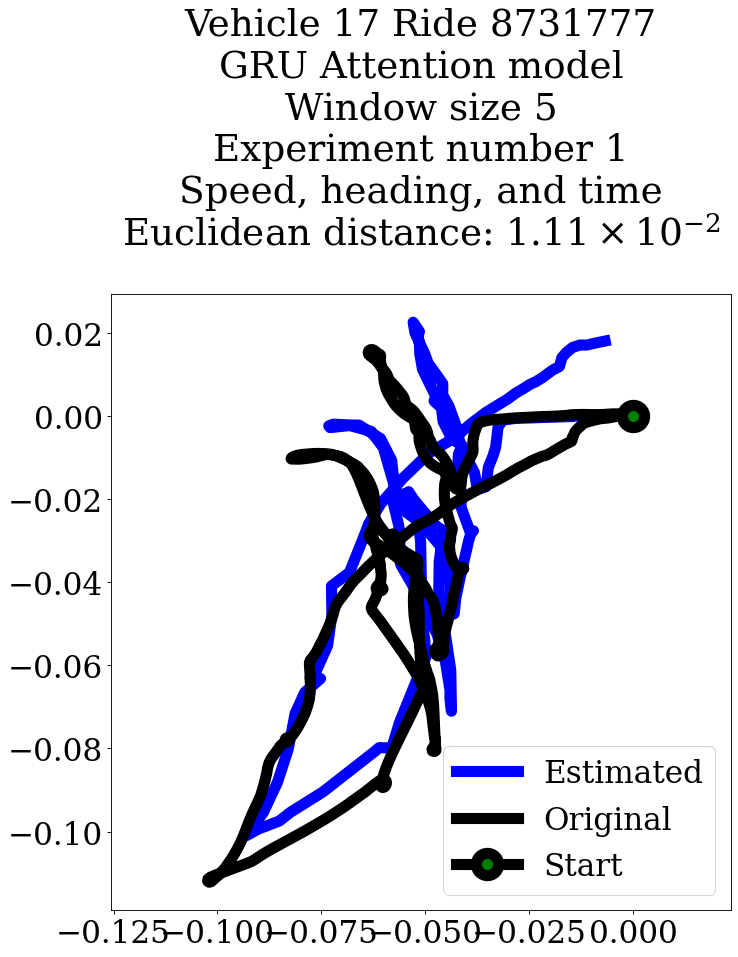 Vehicle 17 Ride 8731777
GRU Attention model
Window size 5
Experiment number 1
Speed, heading, and time
Euclidean distance: 1.11 × 10⁻²
0.02
0.00
−0.02
−0.04
−0.06
−0.08
−0.10
Estimated
Original
Start
−0.125 −0.100 −0.075 −0.050 −0.025 0.000